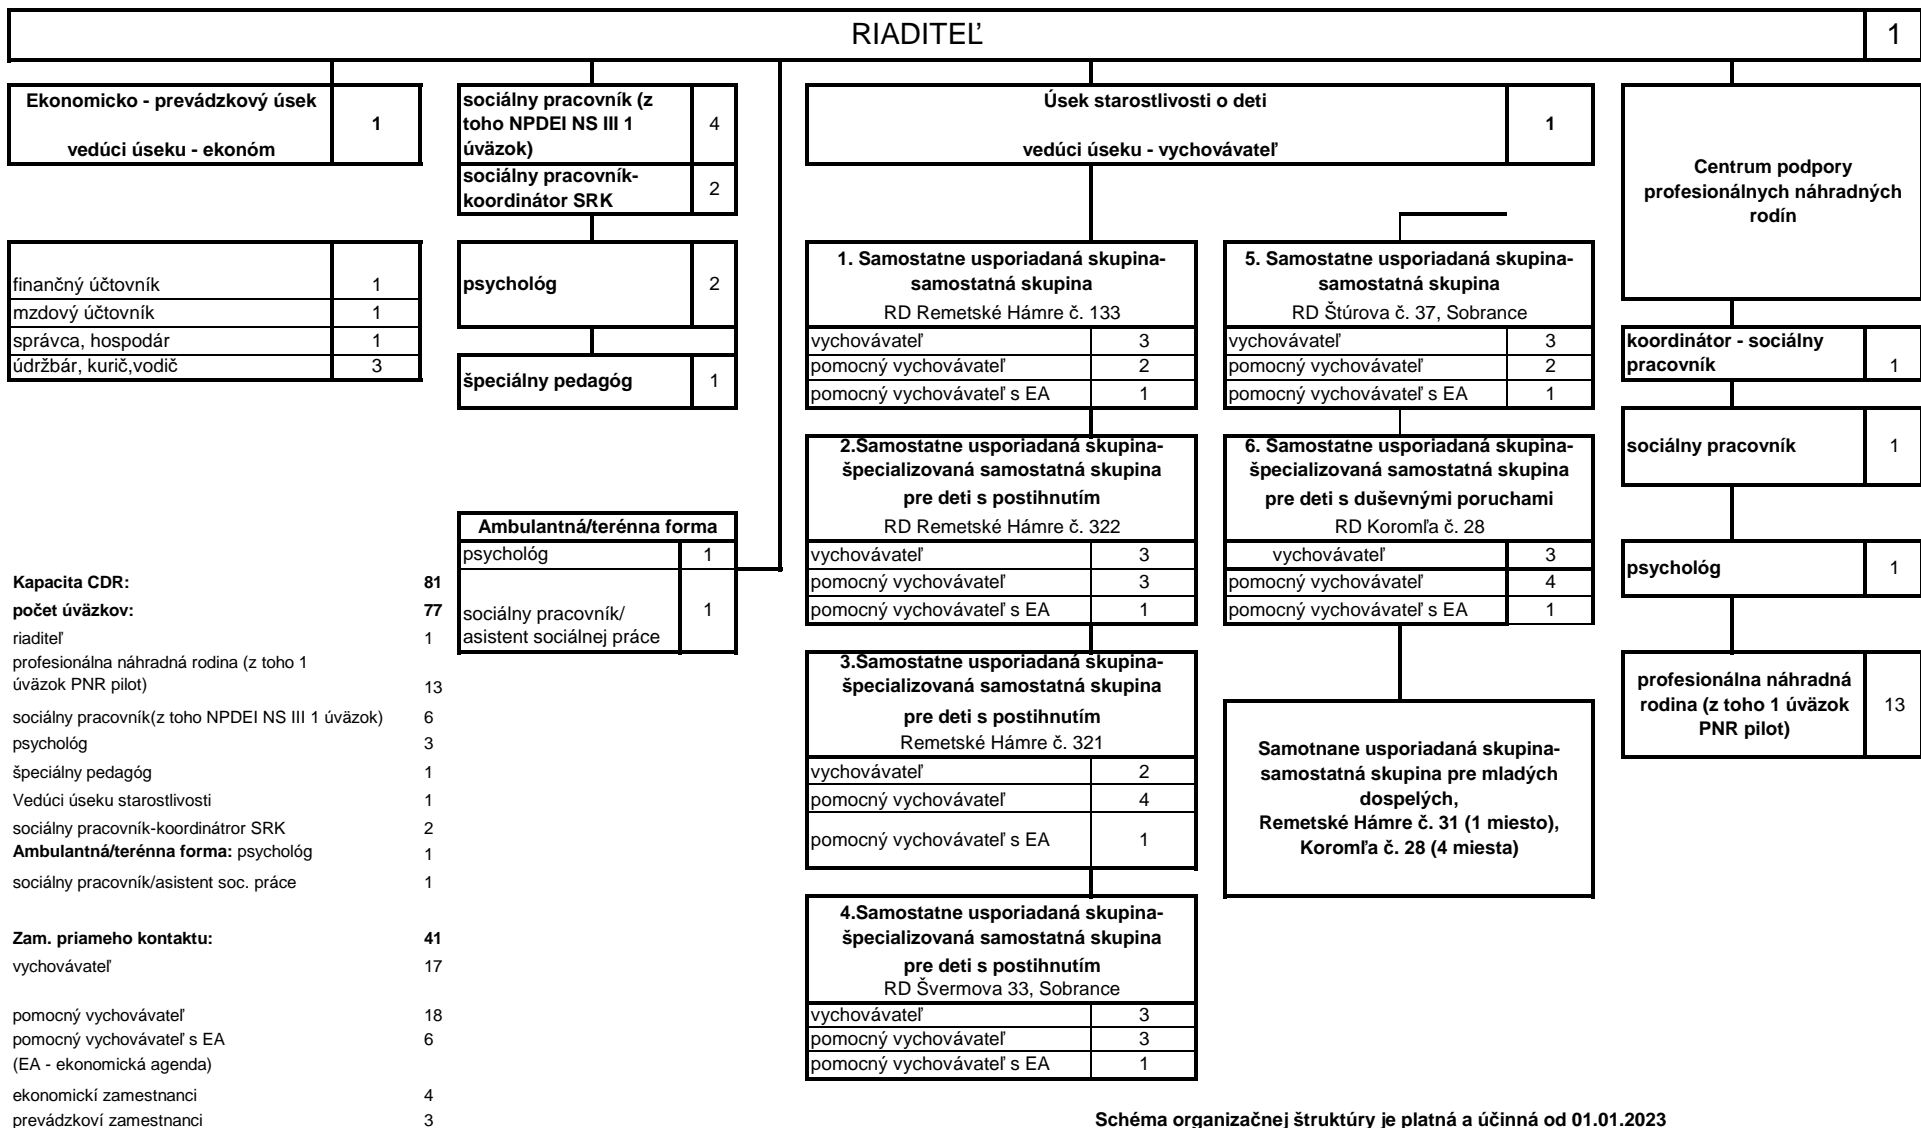 RIADITEĽ 1
Ekonomicko - prevádzkový úsek
1
vedúci úseku - ekonóm
finančný účtovník 1
mzdový účtovník 1
správca, hospodár 1
údržbár, kurič,vodič 3
sociálny pracovník (z
toho NPDEI NS III 1 4
úväzok)
sociálny pracovník-
koordinátor SRK 2
psychológ 2
špeciálny pedagóg 1
Ambulantná/terénna forma
psychológ 1
sociálny pracovník/ 1
asistent sociálnej práce
Úsek starostlivosti o deti
1
vedúci úseku - vychovávateľ
1. Samostatne usporiadaná skupina-
samostatná skupina
RD Remetské Hámre č. 133
vychovávateľ 3
pomocný vychovávateľ 2
pomocný vychovávateľ s EA 1
2.Samostatne usporiadaná skupina-
špecializovaná samostatná skupina
pre deti s postihnutím
RD Remetské Hámre č. 322
vychovávateľ 3
pomocný vychovávateľ 3
pomocný vychovávateľ s EA 1
3.Samostatne usporiadaná skupina-
špecializovaná samostatná skupina
pre deti s postihnutím
Remetské Hámre č. 321
vychovávateľ 2
pomocný vychovávateľ 4
pomocný vychovávateľ s EA 1
4.Samostatne usporiadaná skupina-
špecializovaná samostatná skupina
pre deti s postihnutím
RD Švermova 33, Sobrance
vychovávateľ 3
pomocný vychovávateľ 3
pomocný vychovávateľ s EA 1
5. Samostatne usporiadaná skupina-
samostatná skupina
RD Štúrova č. 37, Sobrance
vychovávateľ 3
pomocný vychovávateľ 2
pomocný vychovávateľ s EA 1
6. Samostatne usporiadaná skupina-
špecializovaná samostatná skupina
pre deti s duševnými poruchami
RD Koromľa č. 28
vychovávateľ 3
pomocný vychovávateľ 4
pomocný vychovávateľ s EA 1
Samotnane usporiadaná skupina-
samostatná skupina pre mladých
dospelých,
Remetské Hámre č. 31 (1 miesto),
Koromľa č. 28 (4 miesta)
Centrum podpory
profesionálnych náhradných
rodín
koordinátor - sociálny
pracovník 1
sociálny pracovník 1
psychológ 1
profesionálna náhradná
rodina (z toho 1 úväzok 13
PNR pilot)
Kapacita CDR: 81
počet úväzkov: 77
riaditeľ 1
profesionálna náhradná rodina (z toho 1
úväzok PNR pilot) 13
sociálny pracovník(z toho NPDEI NS III 1 úväzok) 6
psychológ 3
špeciálny pedagóg 1
Vedúci úseku starostlivosti 1
sociálny pracovník-koordinátror SRK 2
Ambulantná/terénna forma: psychológ 1
sociálny pracovník/asistent soc. práce 1
Zam. priameho kontaktu: 41
vychovávateľ 17
pomocný vychovávateľ 18
pomocný vychovávateľ s EA 6
(EA - ekonomická agenda)
ekonomickí zamestnanci 4
prevádzkoví zamestnanci 3
Schéma organizačnej štruktúry je platná a účinná od 01.01.2023